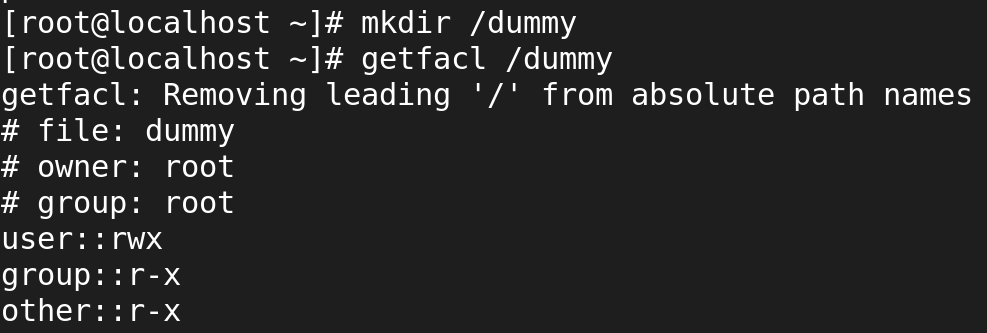 [root@localhost ~]# mkdir /dummy
[root@localhost ~]# getfacl /dummy
getfacl: Removing leading '/' from absolute path names
# file: dummy
# owner: root
# group: root
user::rwx
group::r-x
other::r-x